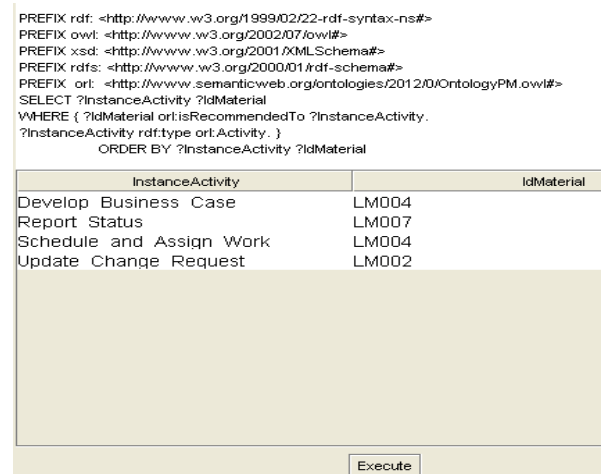 PREFIX rdf: <http://www.w3.org/1999/02/22-rdf-syntax-ns#>
PREFIX owl: <http://www.w3.org/2002/07/owl#>
PREFIX xsd: <http://www.w3.org/2001/XMLSchema#>
PREFIX rdfs: <http://www.w3.org/2000/01/rdf-schema#>
PREFIX orl: <http://www.semanticweb.org/ontologies/2012/0/OntologyPM.owl#>
SELECT ?InstanceActivity ?IdMaterial
WHERE { ?IdMaterial orl:isRecommendedTo ?InstanceActivity.
?InstanceActivity rdf:type orl:Activity. }
ORDER BY ?InstanceActivity ?IdMaterial
InstanceActivity IdMaterial
Develop Business Case LM004
Report Status LM007
Schedule and Assign Work LM004
Update Change Request LM002
Execute